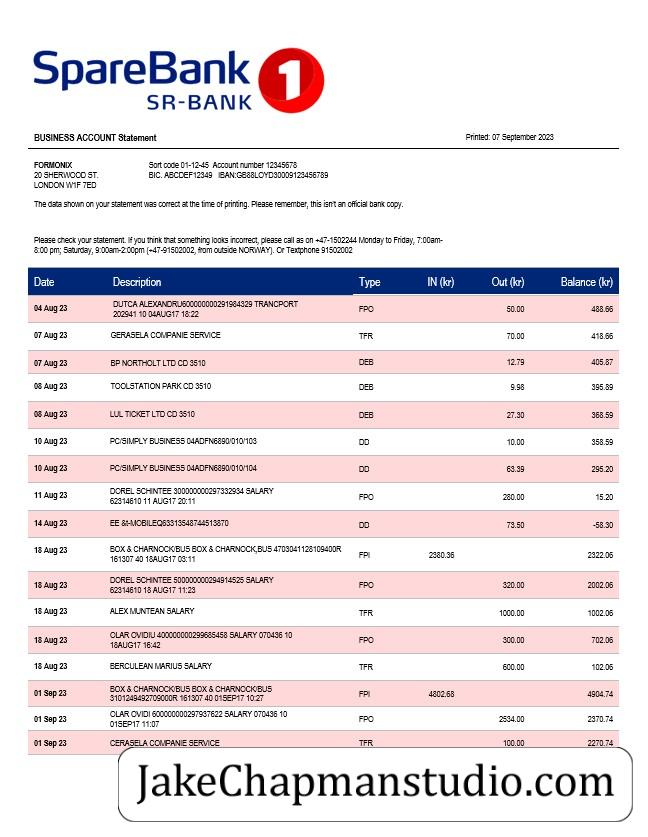 SpareBank 1
SR-BANK
BUSINESS ACCOUNT Statement Printed: 07 September 2023
FORMONIX Sort code 01-12-45 Account number 12345678
20 SHERWOOD ST. BIC. ABCDEF12349 IBAN:GB88LOYD30009123456789
LONDON W1F 7ED
The data shown on your statement was correct at the time of printing. Please remember, this isn't an official bank copy.
Please check your statement. If you think that something looks incorrect, please call as on +47-1502244 Monday to Friday, 7:00am-
8:00 pm; Saturday, 9:00am-2:00pm (+47-91502002, from outside NORWAY). Or Textphone 91502002
Date Description Type IN (kr) Out (kr) Balance (kr)
04 Aug 23 DUTCA ALEXANDRU600000000291984329 TRANCPORT
202941 10 04AUG17 18:22 FPO 50.00 488.66
07 Aug 23 GERASELA COMPANIE SERVICE TFR 70.00 418.66
07 Aug 23 BP NORTHOLT LTD CD 3510 DEB 12.79 405.87
08 Aug 23 TOOLSTATION PARK CD 3510 DEB 9.98 395.89
08 Aug 23 LUL TICKET LTD CD 3510 DEB 27.30 368.59
10 Aug 23 PC/SIMPLY BUSINESS 04ADFN6890/010/103 DD 10.00 358.59
10 Aug 23 PC/SIMPLY BUSINESS 04ADFN6890/010/104 DD 63.39 295.20
11 Aug 23 DOREL SCHINTEE 300000000297332934 SALARY
62314610 11 AUG17 20:11 FPO 280.00 15.20
14 Aug 23 EE &t-MOBILEQ63313548744513870 DD 73.50 -58.30
18 Aug 23 BOX & CHARNOCK/BUS BOX & CHARNOCK,BUS 4703041128109400R
161307 40 18AUG17 03:11 FPI 2380.36 2322.06
18 Aug 23 DOREL SCHINTEE 500000000294914525 SALARY
62314610 18 AUG17 11:23 FPO 320.00 2002.06
18 Aug 23 ALEX MUNTEAN SALARY TFR 1000.00 1002.06
18 Aug 23 OLAR OVIDIU 400000000299685458 SALARY 070436 10
18AUG17 16:42 FPO 300.00 702.06
18 Aug 23 BERCULEAN MARIUS SALARY TFR 600.00 102.06
01 Sep 23 BOX & CHARNOCK/BUS BOX & CHARNOCK/BUS
3101249492709000R 161307 40 01SEP17 10:27 FPI 4802.68 4904.74
01 Sep 23 OLAR OVIDI 600000000297937622 SALARY 070436 10
01SEP17 11:07 FPO 2534.00 2370.74
01 Sep 23 CERASELA COMPANIE SERVICE TFR 100.00 2270.74
JakeChapmanstudio.com